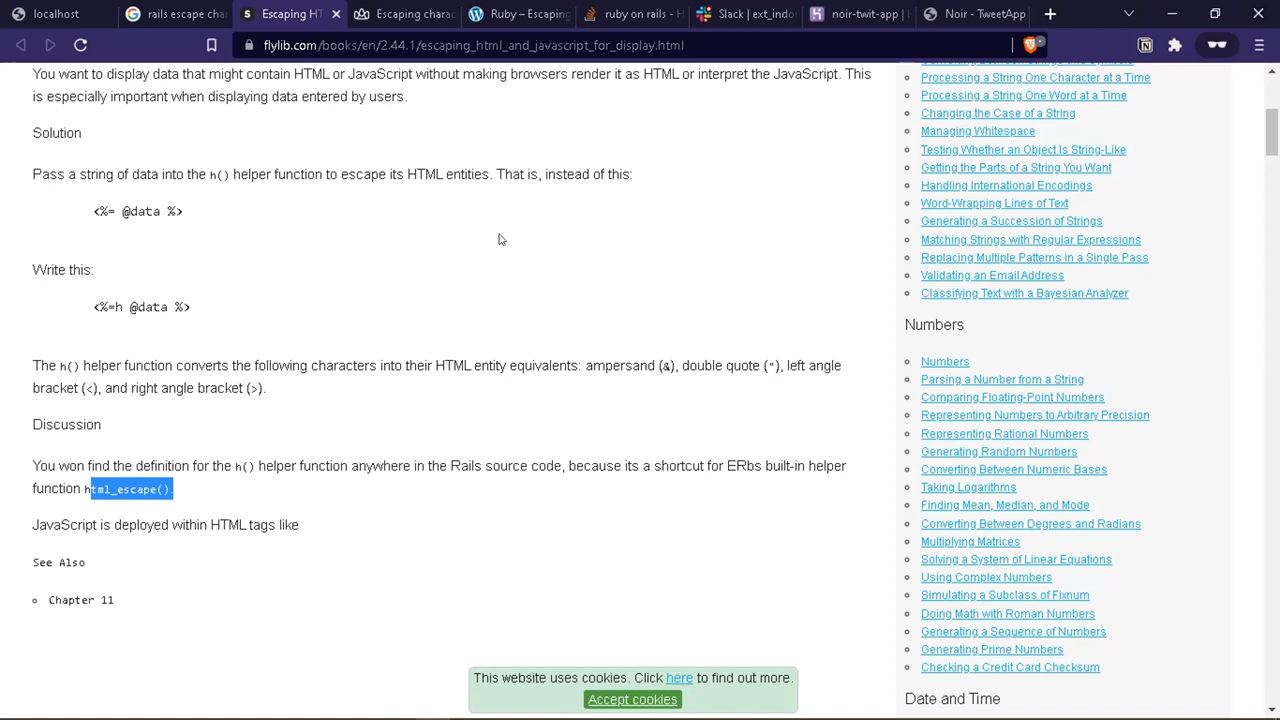 localhost
rails escape char
Escaping HT
Escaping charac
Ruby – Escaping
ruby on rails - H
Slack | ext_indo
noir-twit-app |
Noir - TweetApp
flylib.com/books/en/2.44.1/escaping_html_and_javascript_for_display.html
You want to display data that might contain HTML or JavaScript without making browsers render it as HTML or interpret the JavaScript. This
is especially important when displaying data entered by users.
Solution
Pass a string of data into the h() helper function to escape its HTML entities. That is, instead of this:
<%= @data %>
Write this:
<%=h @data %>
The h() helper function converts the following characters into their HTML entity equivalents: ampersand (&), double quote ("), left angle
bracket (<), and right angle bracket (>).
Discussion
You won find the definition for the h() helper function anywhere in the Rails source code, because its a shortcut for ERbs built-in helper
function html_escape().
JavaScript is deployed within HTML tags like
See Also
Chapter 11
Processing a String One Character at a Time
Processing a String One Word at a Time
Changing the Case of a String
Managing Whitespace
Testing Whether an Object Is String-Like
Getting the Parts of a String You Want
Handling International Encodings
Word-Wrapping Lines of Text
Generating a Succession of Strings
Matching Strings with Regular Expressions
Replacing Multiple Patterns in a Single Pass
Validating an Email Address
Classifying Text with a Bayesian Analyzer
Numbers
Numbers
Parsing a Number from a String
Comparing Floating-Point Numbers
Representing Numbers to Arbitrary Precision
Representing Rational Numbers
Generating Random Numbers
Converting Between Numeric Bases
Taking Logarithms
Finding Mean, Median, and Mode
Converting Between Degrees and Radians
Multiplying Matrices
Solving a System of Linear Equations
Using Complex Numbers
Simulating a Subclass of Fixnum
Doing Math with Roman Numbers
Generating a Sequence of Numbers
Generating Prime Numbers
Checking a Credit Card Checksum
Date and Time
This website uses cookies. Click here to find out more.
Accept cookies